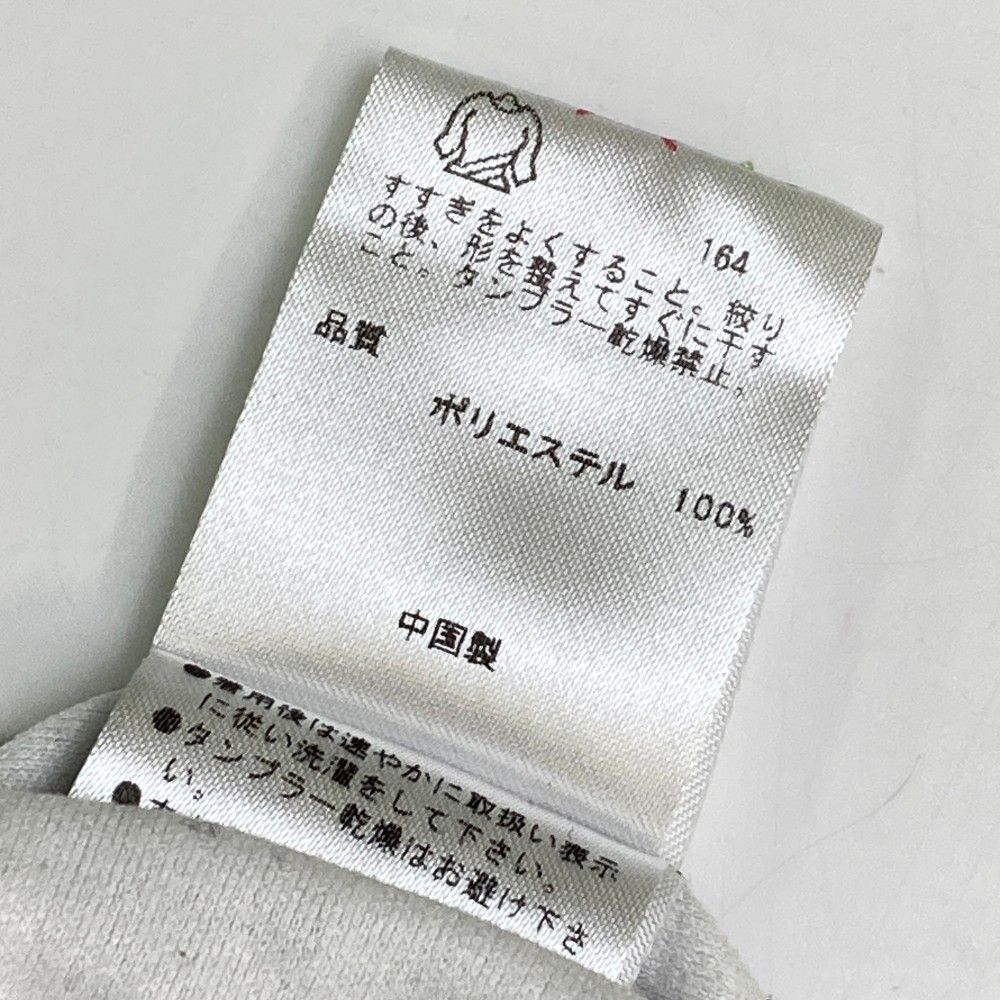 164
すすぎをよくすること。絞り
の後、形を整えてすぐに干す
こと。タンブラー乾燥禁止。
品質
ポリエステル 100%
中国製
●着用後は速やかに取扱い表示
に従い洗濯をして下さい。
●タンブラー乾燥はお避け下さ
い。
●